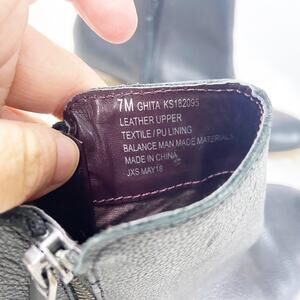 7M GHITA KS182095
LEATHER UPPER
TEXTILE / PU LINING
BALANCE MAN MADE MATERIALS
MADE IN CHINA
JXS MAY18